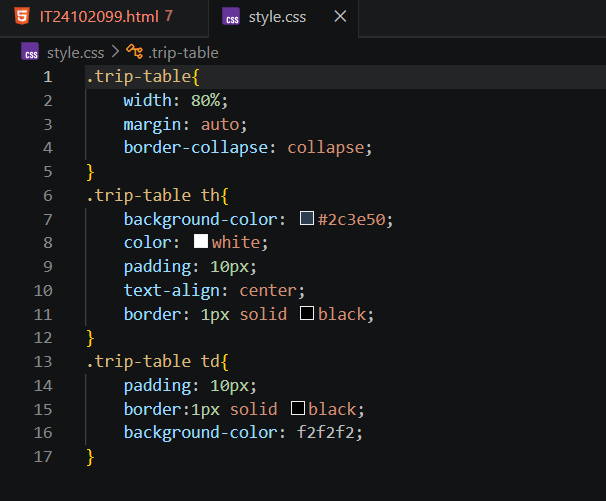 IT24102099.html 7 style.css
style.css > .trip-table
1 .trip-table{
2 width: 80%;
3 margin: auto;
4 border-collapse: collapse;
5 }
6 .trip-table th{
7 background-color: #2c3e50;
8 color: white;
9 padding: 10px;
10 text-align: center;
11 border: 1px solid black;
12 }
13 .trip-table td{
14 padding: 10px;
15 border:1px solid black;
16 background-color: f2f2f2;
17 }